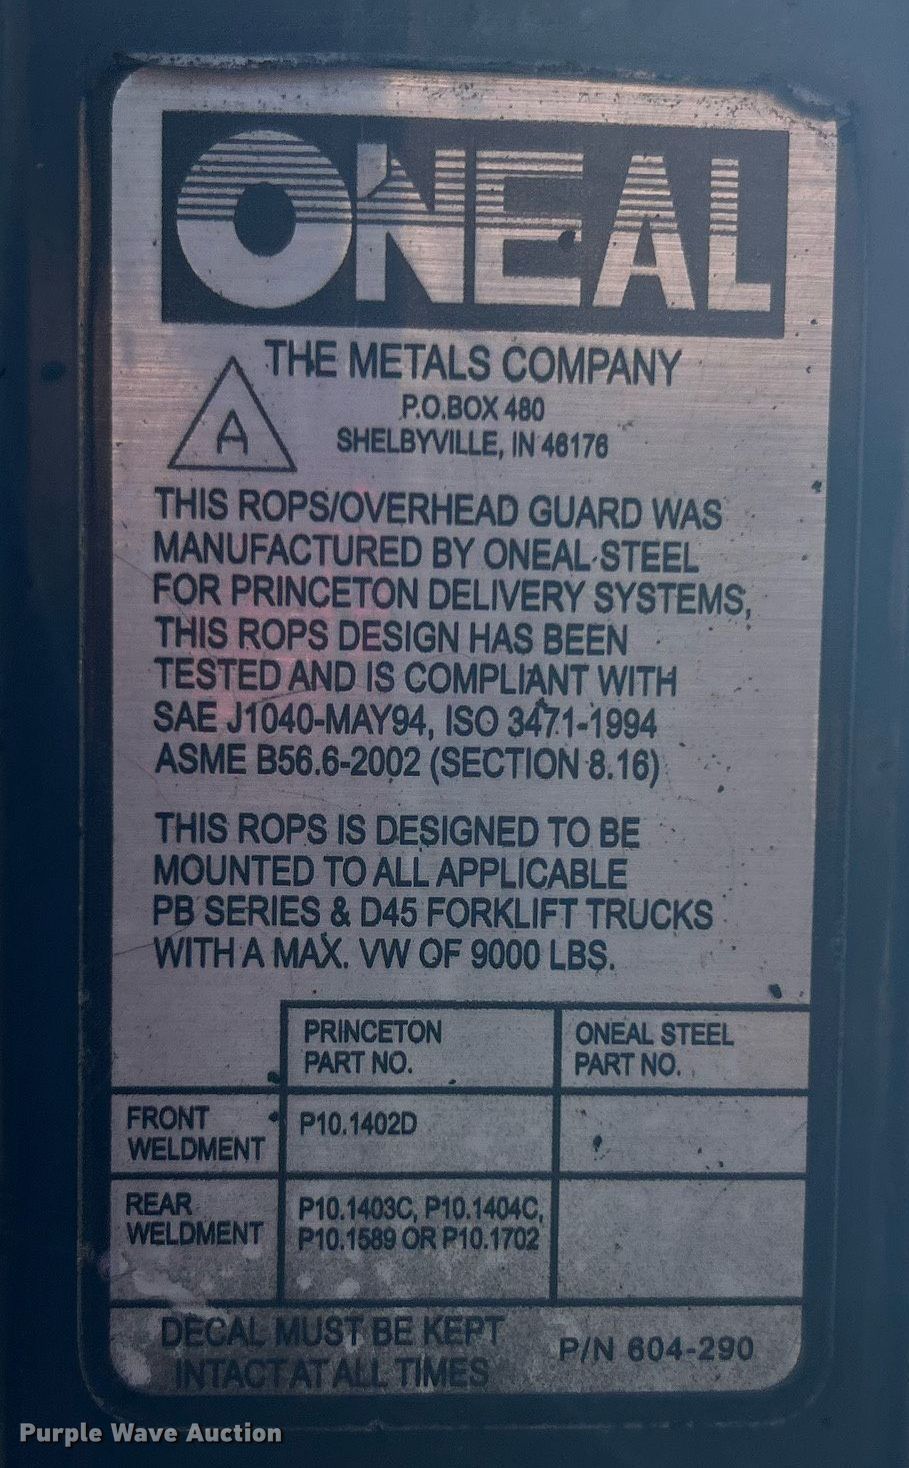 O'NEAL
THE METALS COMPANY
P.O.BOX 480
SHELBYVILLE, IN 46176
A
THIS ROPS/OVERHEAD GUARD WAS
MANUFACTURED BY ONEAL STEEL
FOR PRINCETON DELIVERY SYSTEMS,
THIS ROPS DESIGN HAS BEEN
TESTED AND IS COMPLIANT WITH
SAE J1040-MAY94, ISO 3471-1994
ASME B56.6-2002 (SECTION 8.16)
THIS ROPS IS DESIGNED TO BE
MOUNTED TO ALL APPLICABLE
PB SERIES & D45 FORKLIFT TRUCKS
WITH A MAX. VW OF 9000 LBS.
PRINCETON
PART NO.
ONEAL STEEL
PART NO.
FRONT
WELDMENT
P10.1402D
REAR
WELDMENT
P10.1403C, P10.1404C,
P10.1589 OR P10.1702
DECAL MUST BE KEPT
INTACT AT ALL TIMES
P/N 604-290
Purple Wave Auction